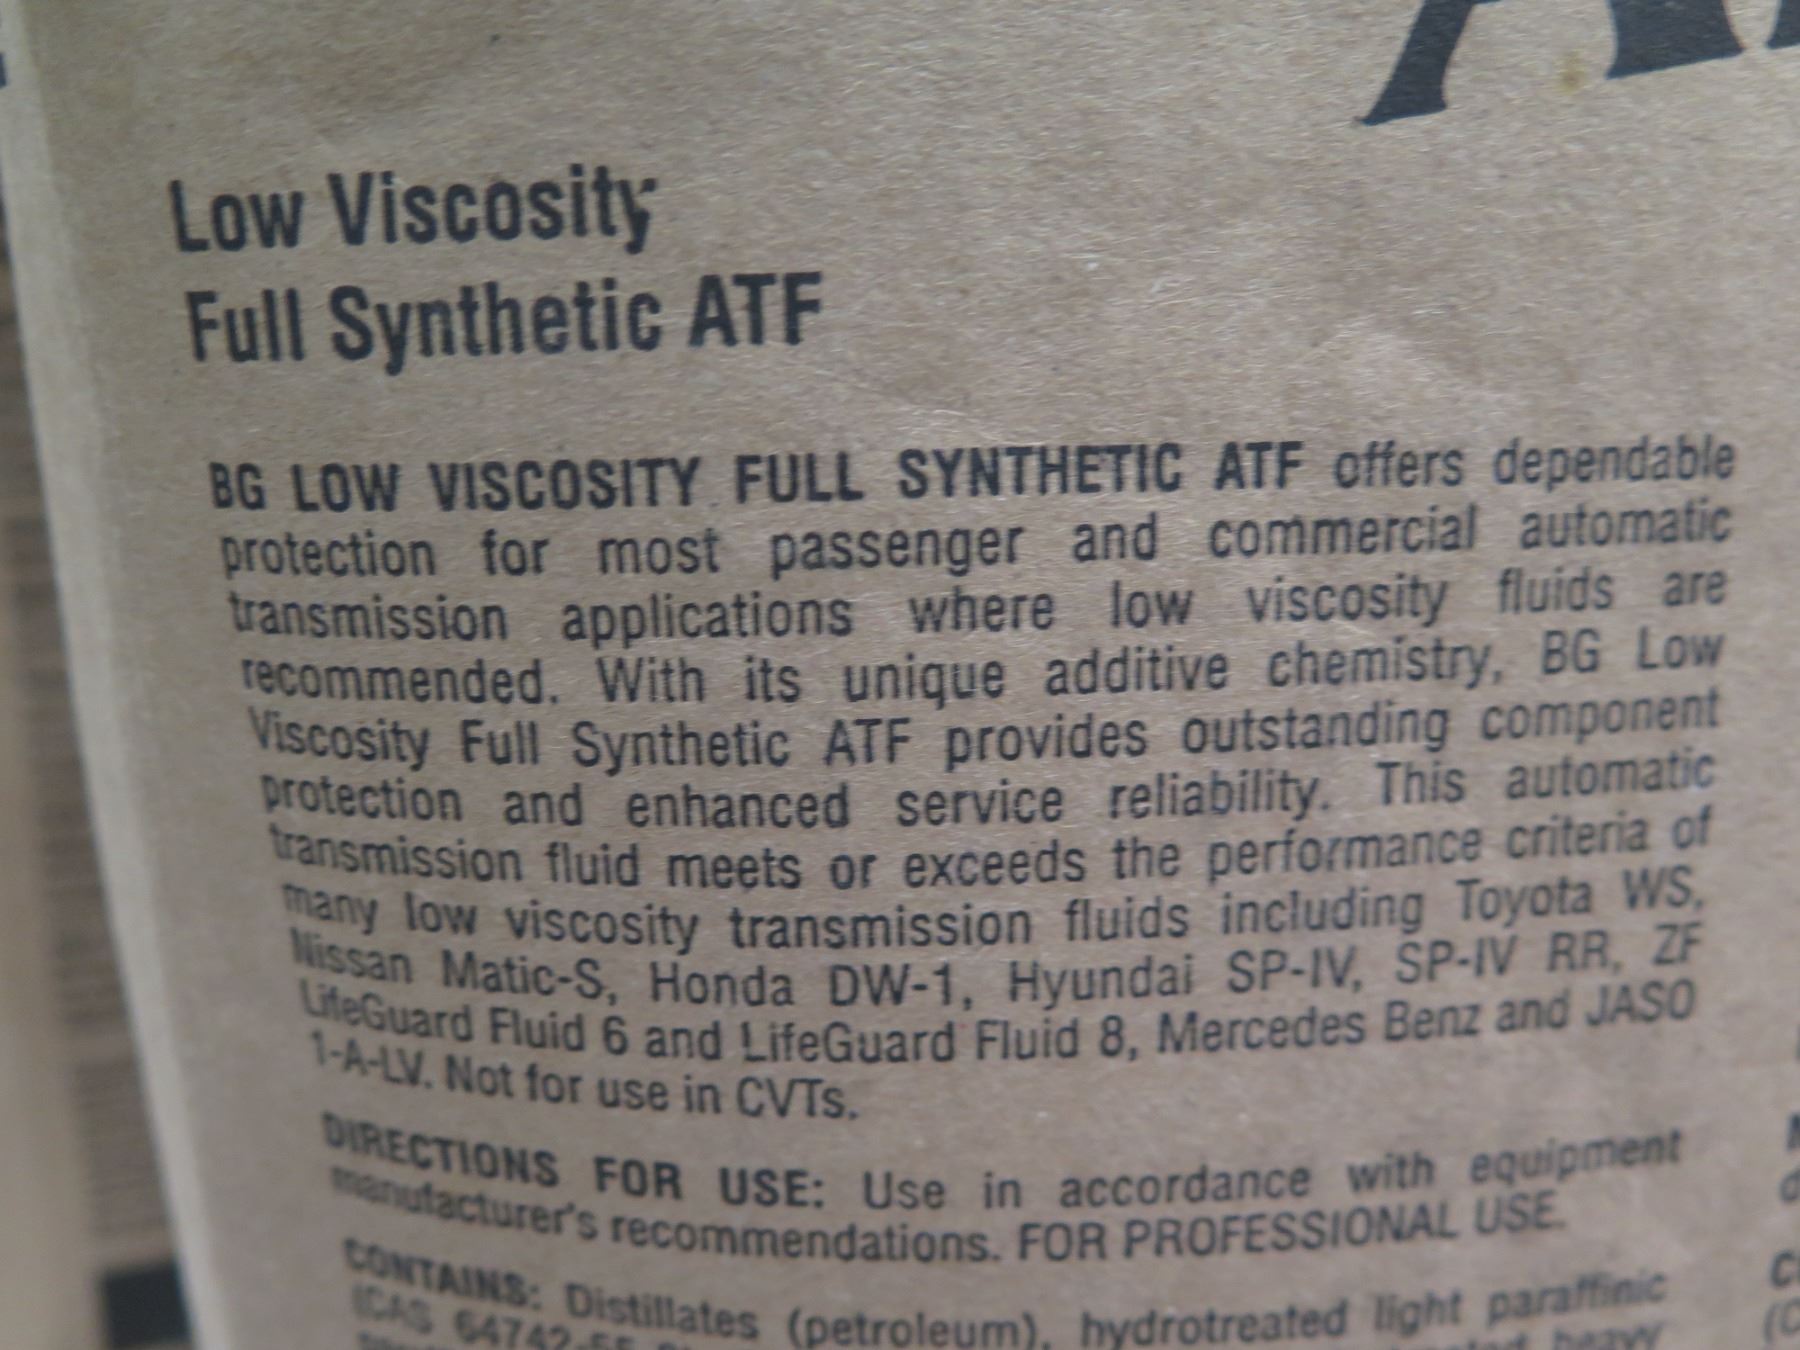 Low Viscosity
Full Synthetic ATF
BG LOW VISCOSITY FULL SYNTHETIC ATF offers dependable
protection for most passenger and commercial automatic
transmission applications where low viscosity fluids are
recommended. With its unique additive chemistry, BG Low
Viscosity Full Synthetic ATF provides outstanding component
protection and enhanced service reliability. This automatic
transmission fluid meets or exceeds the performance criteria of
many low viscosity transmission fluids including Toyota WS,
Nissan Matic-S, Honda DW-1, Hyundai SP-IV, SP-IV RR, ZF
LifeGuard Fluid 6 and LifeGuard Fluid 8, Mercedes Benz and JASO
1-A-LV. Not for use in CVTs.
DIRECTIONS FOR USE: Use in accordance with equipment
manufacturer's recommendations. FOR PROFESSIONAL USE.
CONTAINS: Distillates (petroleum), hydrotreated light paraffinic
(CAS 64742-55 heavy